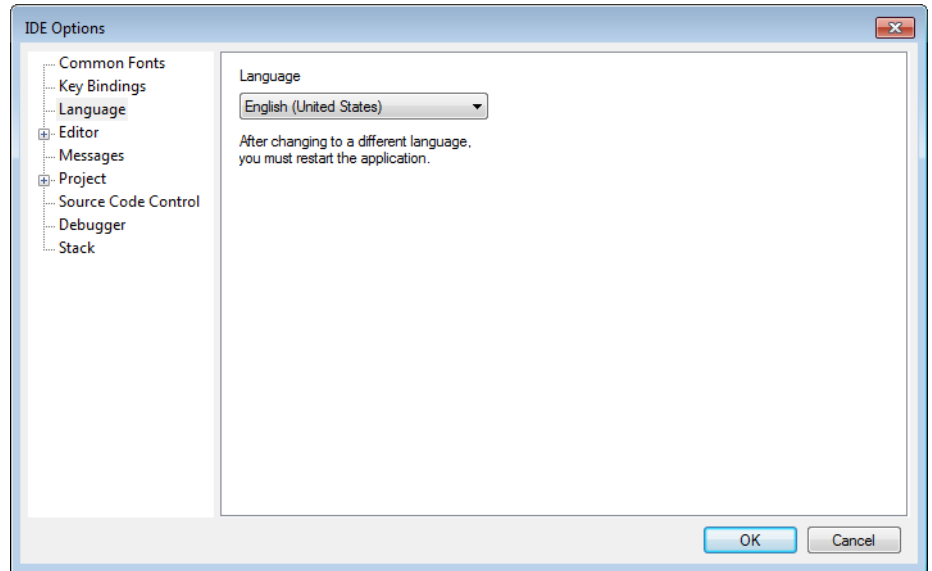 IDE Options
Common Fonts
Key Bindings
Language
Editor
Messages
Project
Source Code Control
Debugger
Stack
Language
English (United States)
After changing to a different language,
you must restart the application.
OK
Cancel